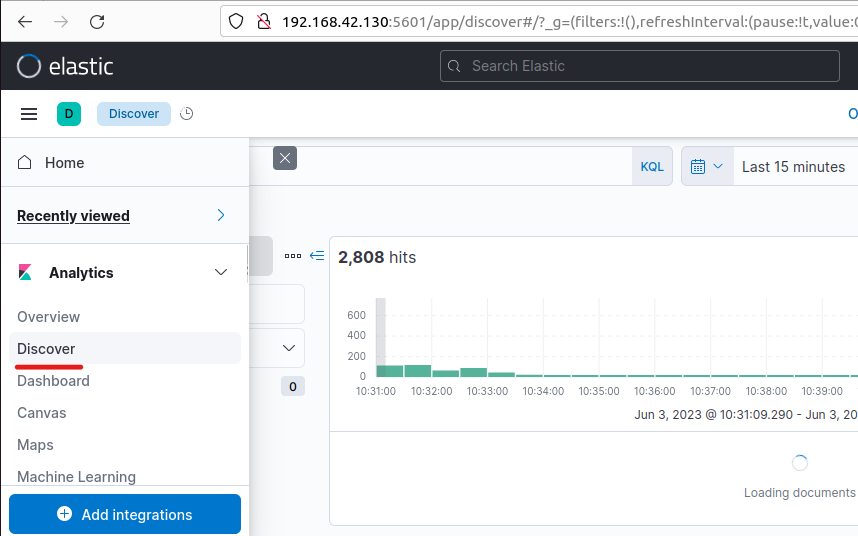 192.168.42.130:5601/app/discover#/?_g=(filters:!(),refreshInterval:(pause:!t,value:0
elastic
Search Elastic
D
Discover
Home
KQL
Last 15 minutes
Recently viewed
Analytics
2,808 hits
Overview
Discover
Dashboard
Canvas
Maps
Machine Learning
Add integrations
0
600
400
200
0
10:31:00 10:32:00 10:33:00 10:34:00 10:35:00 10:36:00 10:37:00 10:38:00 10:39:00
Jun 3, 2023 @ 10:31:09.290 - Jun 3, 20
Loading documents